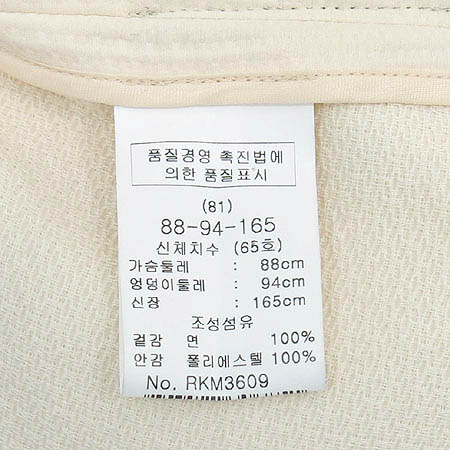 품질경영 촉진법에
의한 품질표시
(81)
88-94-165
신체치수 (65호)
가슴둘레 : 88cm
엉덩이둘레 : 94cm
신장 : 165cm
조성섬유
겉감 면 100%
안감 폴리에스텔 100%
No. RKM3609